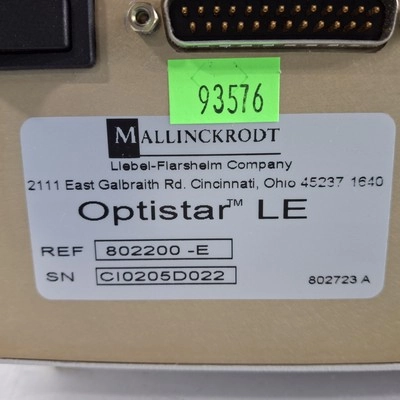 93576
MALLINCKRODT
Liebel-Flarsheim Company
2111 East Galbraith Rd. Cincinnati, Ohio 45237 1640
Optistar™ LE
REF 802200 -E
SN CI0205D022
802723 A